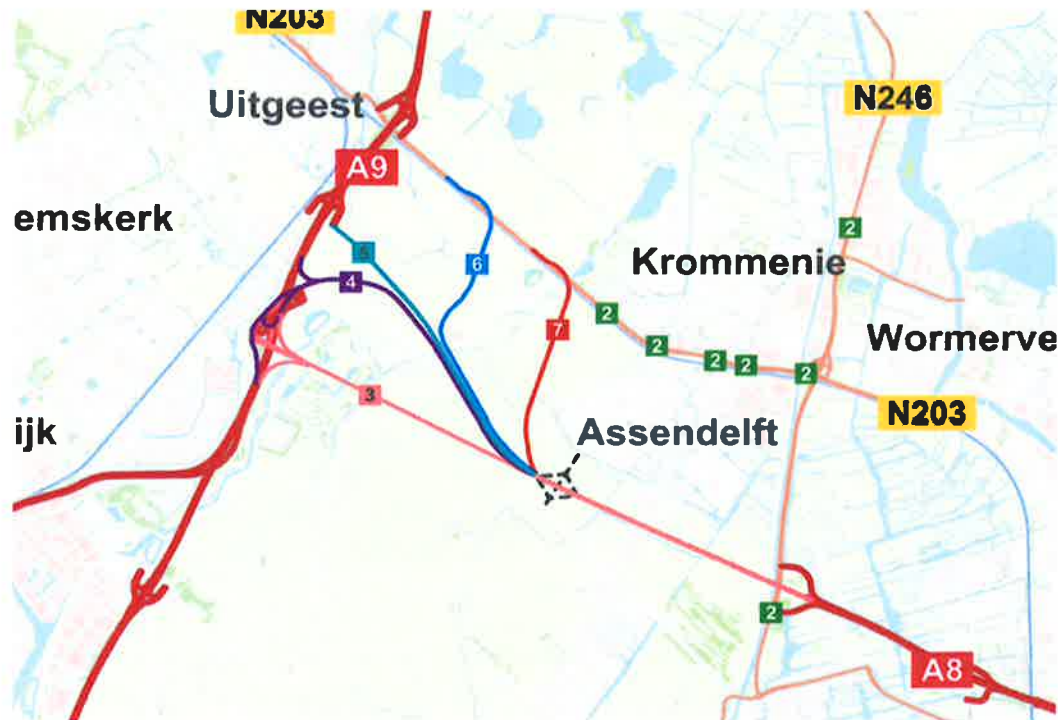 N203
Uitgeest
N246
A9
emskerk
2
5
6
Krommenie
4
2
7
2
Wormerve
2
2
2
3
N203
ijk
Assendelft
2
A8